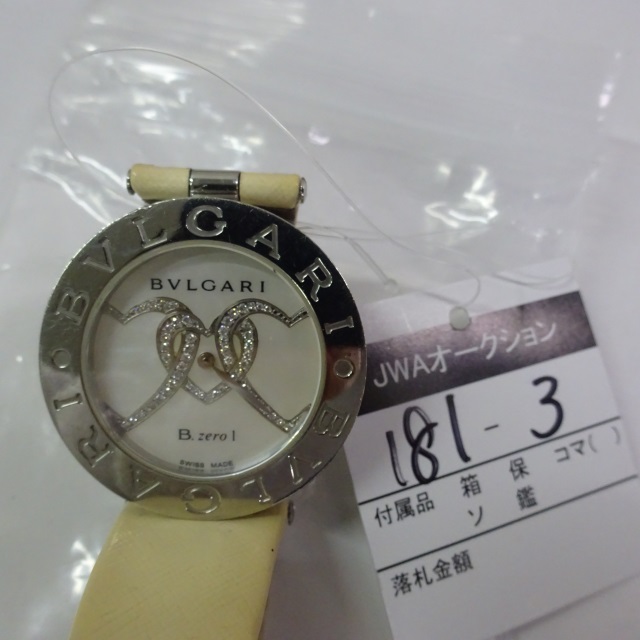 BVLGARI • BVLGARI •
BVLGARI
B.zero1
SWISS MADE
JWAオークション
181-3
付属品 箱 保 コマ( )
ソ 鑑
落札金額